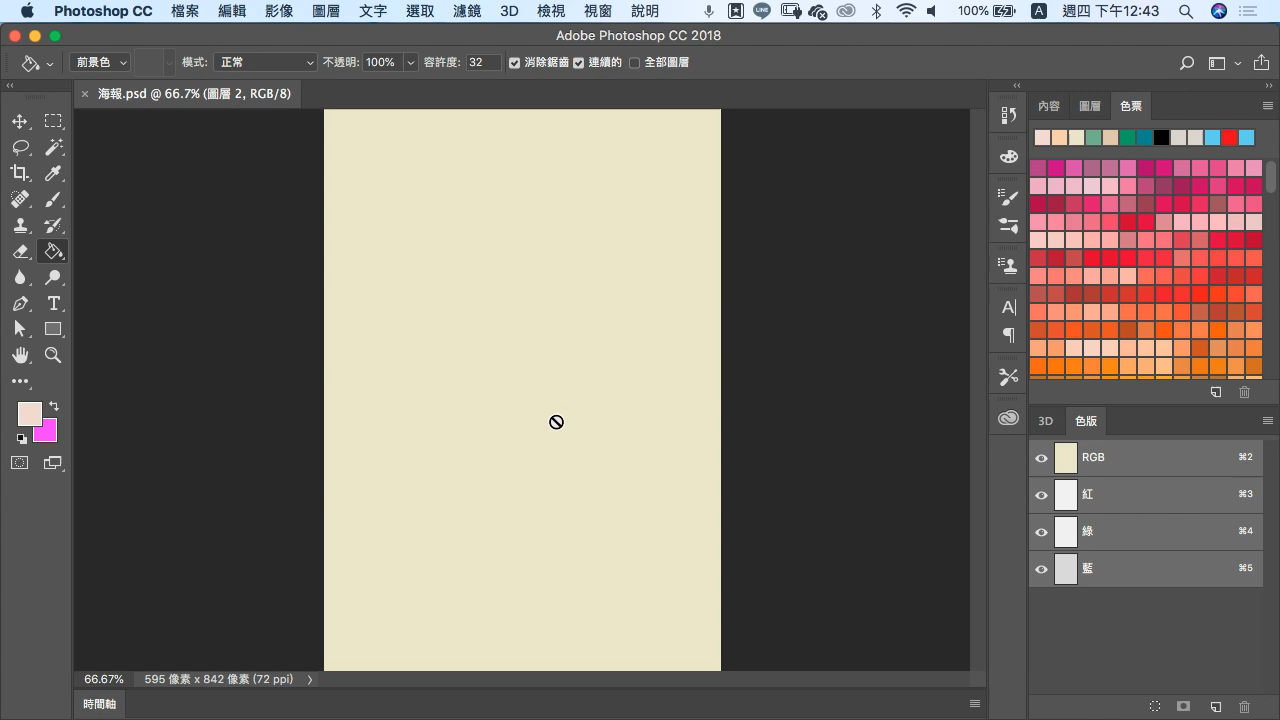 Photoshop CC 檔案 編輯 影像 圖層 文字 選取 濾鏡 3D 檢視 視窗 說明 LINE 100% A 週四 下午12:43
Adobe Photoshop CC 2018
前景色 模式: 正常 不透明: 100% 容許度: 32 消除鋸齒 連續的 全部圖層
海報.psd @ 66.7% (圖層 2, RGB/8)
內容 圖層 色票
3D 色版
RGB ⌘2
紅 ⌘3
綠 ⌘4
藍 ⌘5
66.67% 595 像素 x 842 像素 (72 ppi)
時間軸